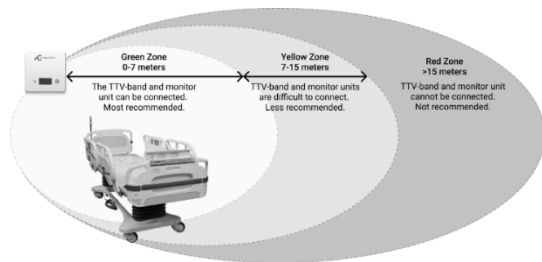 Green Zone
0-7 meters
The TTV-band and monitor
unit can be connected.
Most recommended.
Yellow Zone
7-15 meters
TTV-band and monitor units
are difficult to connect.
Less recommended.
Red Zone
>15 meters
TTV-band and monitor unit
cannot be connected.
Not recommended.